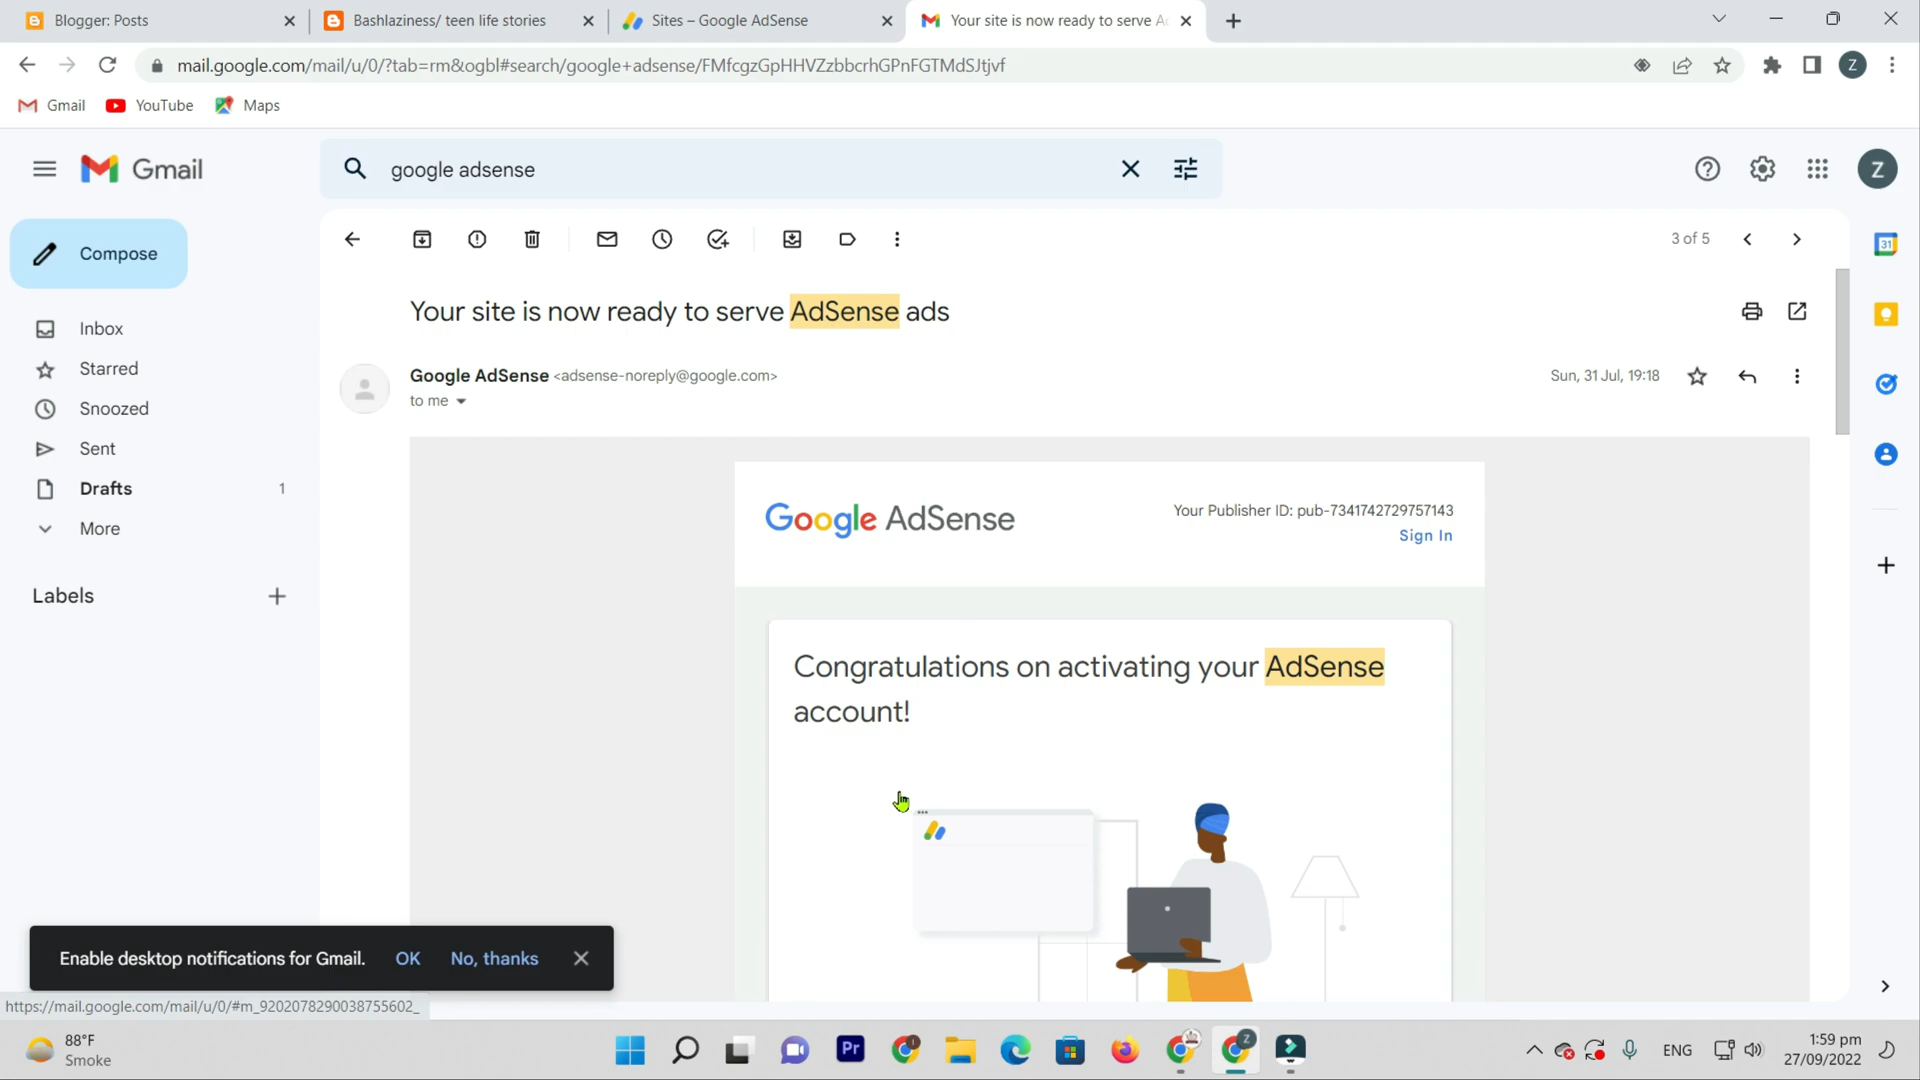 Blogger: Posts
Bashlaziness/ teen life stories
Sites – Google AdSense
Your site is now ready to serve A
mail.google.com/mail/u/0/?tab=rm&ogbl#search/google+adsense/FMfcgzGpHHVZzbbcrhGPnFGTMdSJtjvf
Z
Gmail
YouTube
Maps
Gmail
google adsense
Z
Compose
3 of 5
31
Your site is now ready to serve AdSense ads
Inbox
Starred
Snoozed
Sent
Drafts 1
More
Labels
Google AdSense <adsense-noreply@google.com>
Sun, 31 Jul, 19:18
to me
Google AdSense
Your Publisher ID: pub-7341742729757143
Sign In
Congratulations on activating your AdSense
account!
Enable desktop notifications for Gmail. OK No, thanks
https://mail.google.com/mail/u/0/#m_9202078290038755602_
88°F
Smoke
Pr
Z
ENG
1:59 pm
27/09/2022